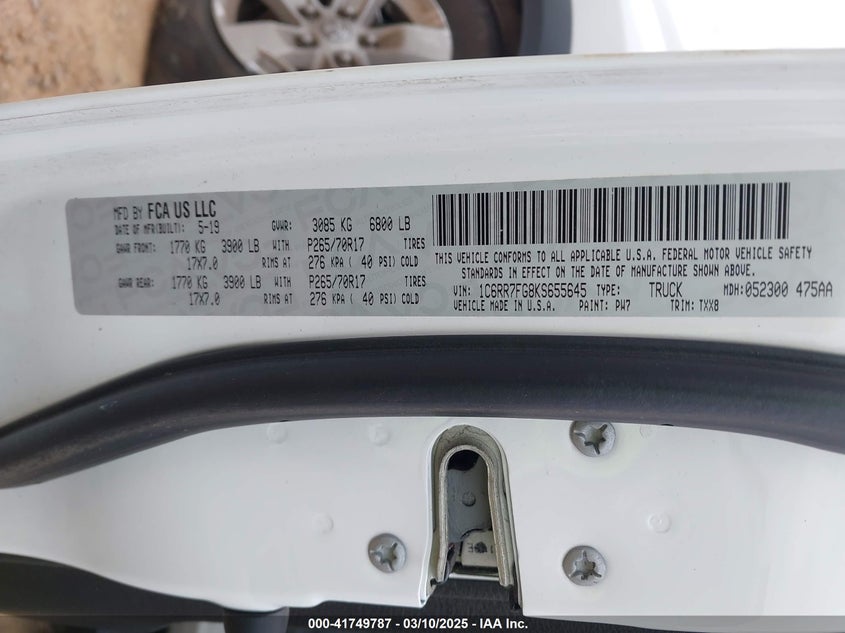 MFD BY FCA US LLC
DATE OF MFR(BUILT): 5-19 GVWR: 3085 KG 6800 LB
GAWR FRONT: 1770 KG 3900 LB WITH P265/70R17 TIRES
17X7.0 RIMS AT 276 KPA ( 40 PSI) COLD
GAWR REAR: 1770 KG 3900 LB WITH P265/70R17 TIRES
17X7.0 RIMS AT 276 KPA ( 40 PSI) COLD
THIS VEHICLE CONFORMS TO ALL APPLICABLE U.S.A. FEDERAL MOTOR VEHICLE SAFETY
STANDARDS IN EFFECT ON THE DATE OF MANUFACTURE SHOWN ABOVE.
VIN: 1C6RR7FG8KS655645 TYPE: TRUCK MDH:052300 475AA
VEHICLE MADE IN U.S.A. PAINT: PW7 TRIM: TXX8
000-41749787 - 03/10/2025 - IAA Inc.